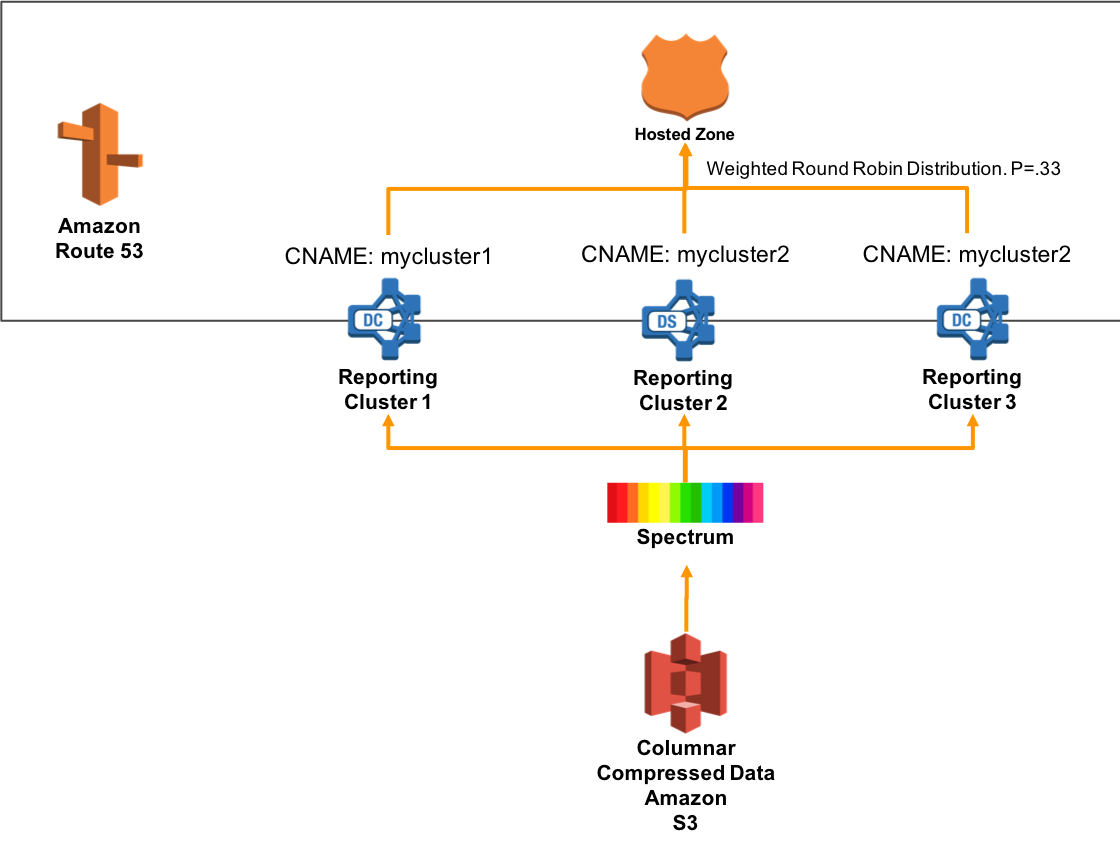 Hosted Zone
Weighted Round Robin Distribution. P=.33
Amazon
Route 53
CNAME: mycluster1
CNAME: mycluster2
CNAME: mycluster2
DC
DS
DC
Reporting
Cluster 1
Reporting
Cluster 2
Reporting
Cluster 3
Spectrum
Columnar
Compressed Data
Amazon
S3